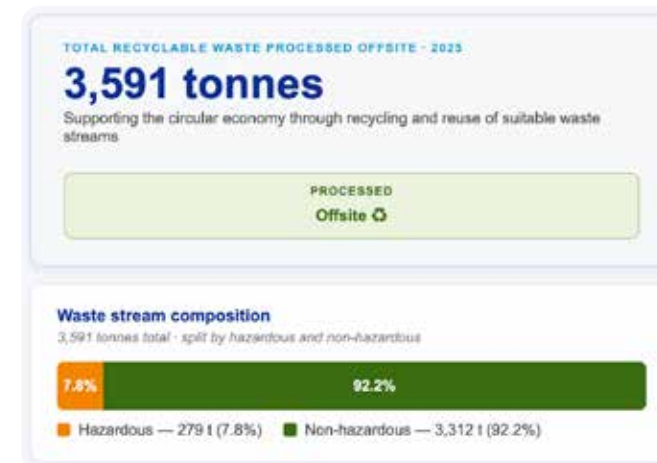 TOTAL RECYCLABLE WASTE PROCESSED OFFSITE · 2025
3,591 tonnes
Supporting the circular economy through recycling and reuse of suitable waste
streams
PROCESSED
Offsite ♻
Waste stream composition
3,591 tonnes total · split by hazardous and non-hazardous
7.8%
92.2%
Hazardous — 279 t (7.8%) Non-hazardous — 3,312 t (92.2%)